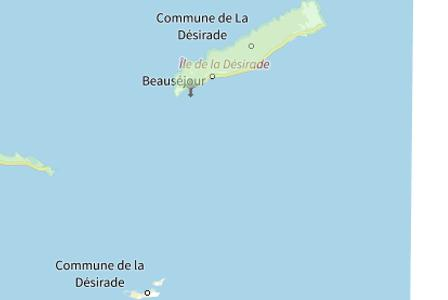 Commune de La
Désirade
Île de la Désirade
Beauséjour
Commune de la
Désirade